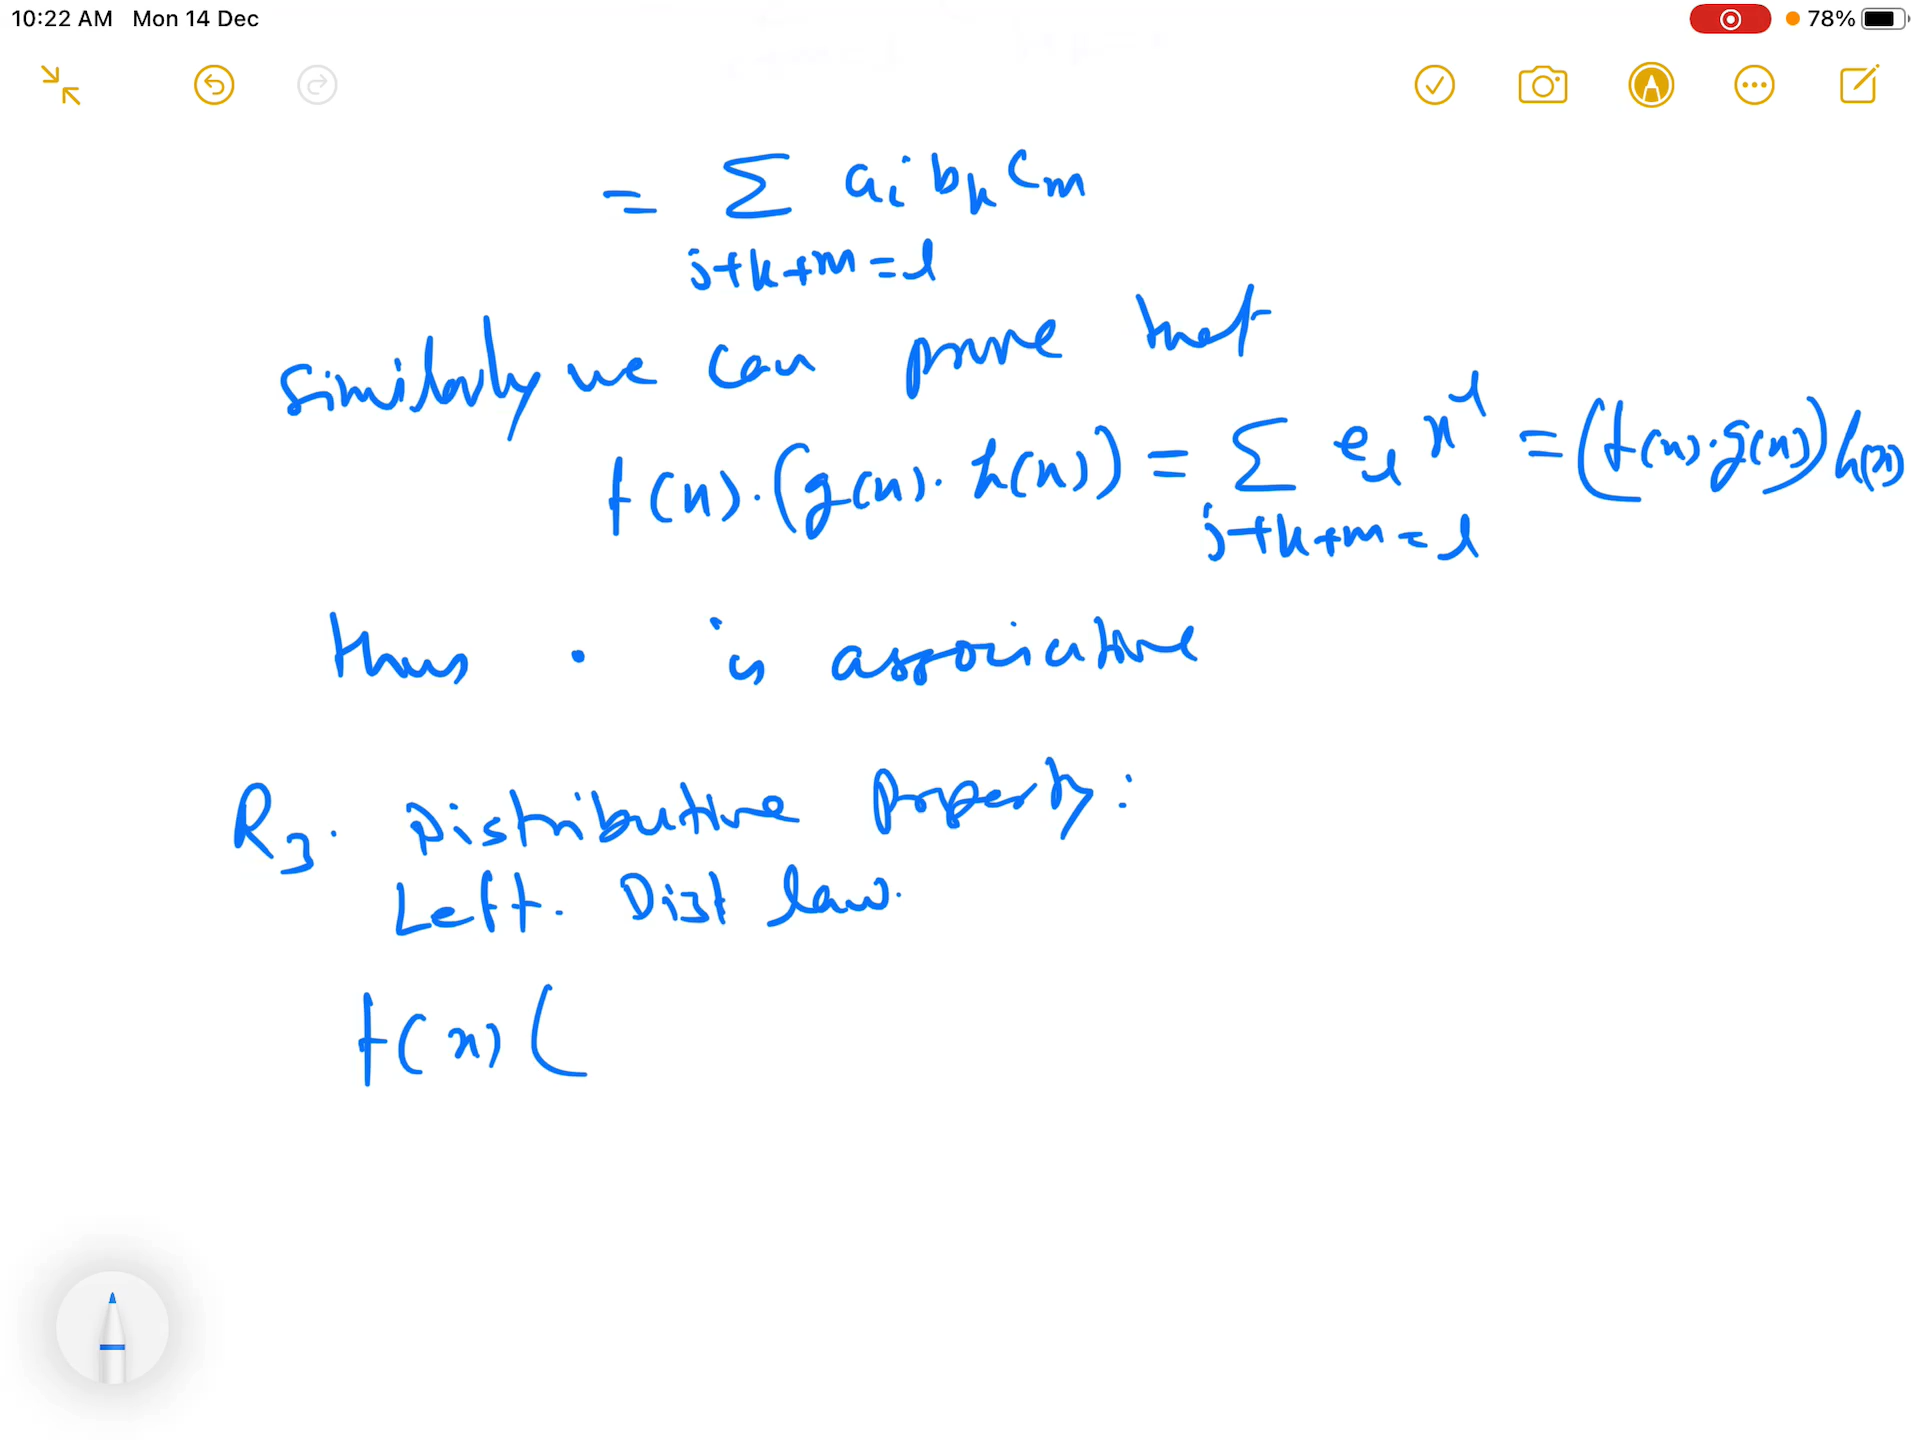 10:22 AM Mon 14 Dec 78%
= Σ a_i b_k c_m
j+k+m=l
Similarly we can prove that
f(x)·(g(x)·h(x)) = Σ e_l x^l = (f(x)·g(x))h(x)
j+k+m=l
thus · is associative
R3. Distributive Property:
Left. Dist law.
f(x)(